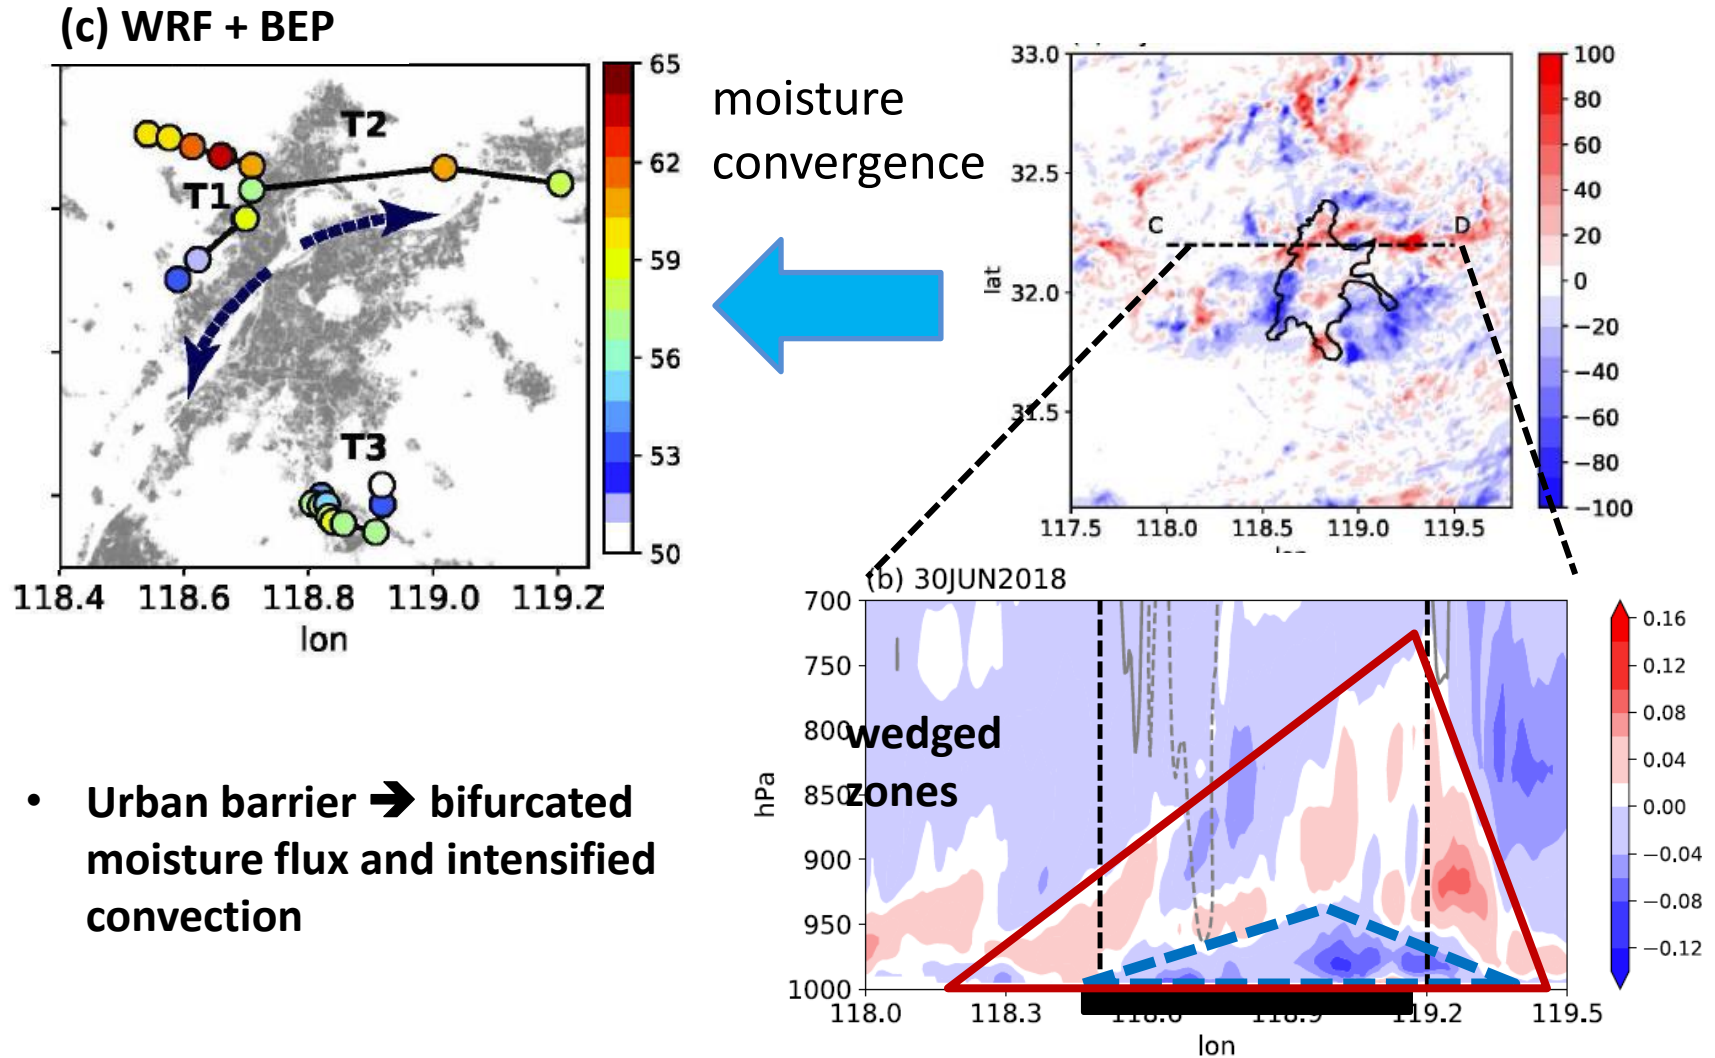 (c) WRF + BEP
T2
T1
T3
65
62
59
56
53
50
118.4 118.6 118.8 119.0 119.2
lon
moisture
convergence
33.0
32.5
32.0
31.5
lat
C
D
117.5 118.0 118.5 119.0 119.5
100
80
60
40
20
0
−20
−40
−60
−80
−100
(b) 30JUN2018
700
750
800
850
900
950
1000
hPa
wedged
zones
118.0 118.3 118.6 118.9 119.2 119.5
lon
0.16
0.12
0.08
0.04
0.00
−0.04
−0.08
−0.12
• Urban barrier ➔ bifurcated
moisture flux and intensified
convection